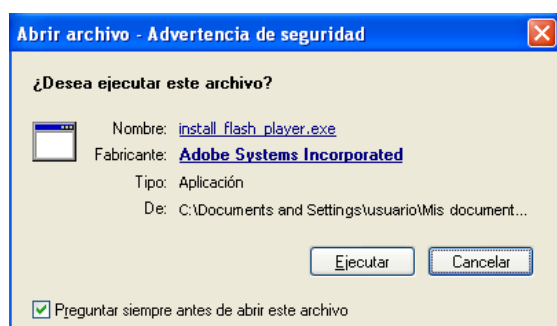 Abrir archivo - Advertencia de seguridad
¿Desea ejecutar este archivo?
Nombre: install flash player.exe
Fabricante: Adobe Systems Incorporated
Tipo: Aplicación
De: C:\Documents and Settings\usuario\Mis document...
Ejecutar Cancelar
Preguntar siempre antes de abrir este archivo